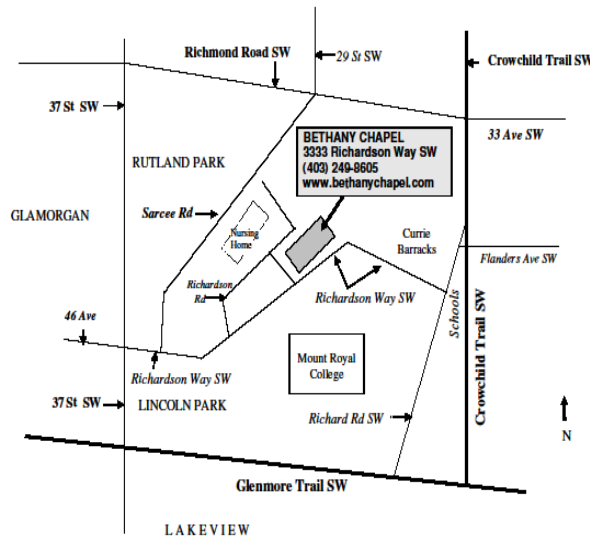 Richmond Road SW
29 St SW
Crowchild Trail SW
37 St SW
BETHANY CHAPEL
3333 Richardson Way SW
(403) 249-8605
www.bethanychapel.com
33 Ave SW
RUTLAND PARK
GLAMORGAN
Sarcee Rd
Nursing
Home
Currie
Barracks
Flanders Ave SW
Richardson
Rd
Richardson Way SW
Schools
46 Ave
Mount Royal
College
Crowchild Trail SW
Richardson Way SW
37 St SW
LINCOLN PARK
Richard Rd SW
N
Glenmore Trail SW
LAKEVIEW